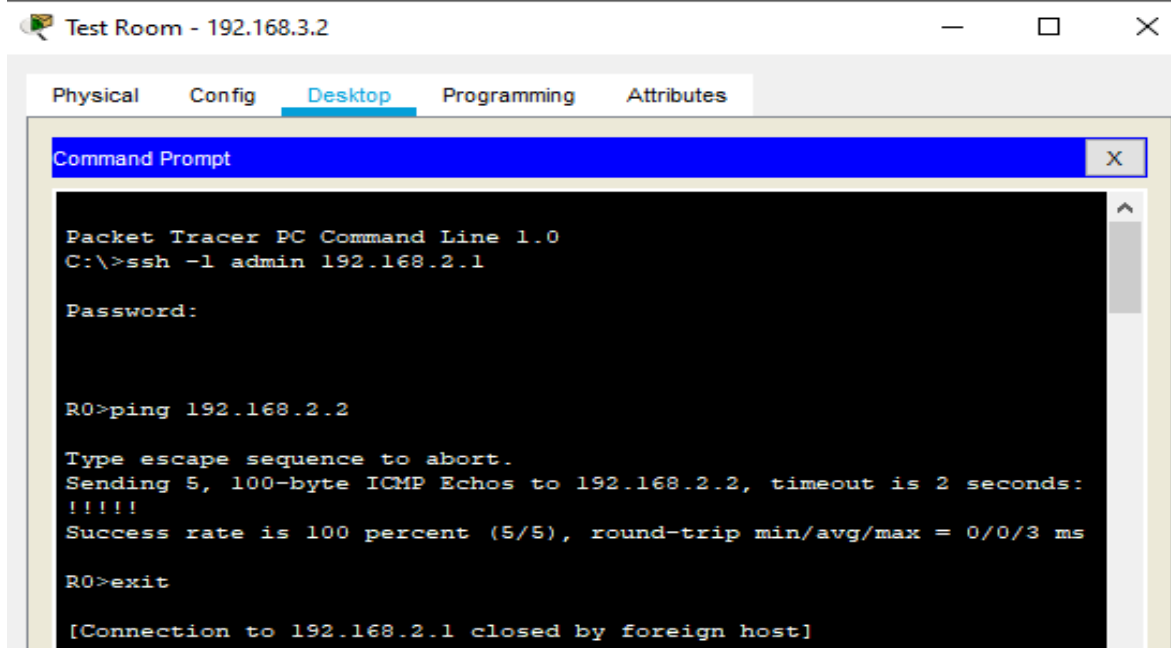 Test Room - 192.168.3.2
Physical Config Desktop Programming Attributes
Command Prompt X
Packet Tracer PC Command Line 1.0
C:\>ssh -l admin 192.168.2.1
Password:
R0>ping 192.168.2.2
Type escape sequence to abort.
Sending 5, 100-byte ICMP Echos to 192.168.2.2, timeout is 2 seconds:
!!!!!
Success rate is 100 percent (5/5), round-trip min/avg/max = 0/0/3 ms
R0>exit
[Connection to 192.168.2.1 closed by foreign host]